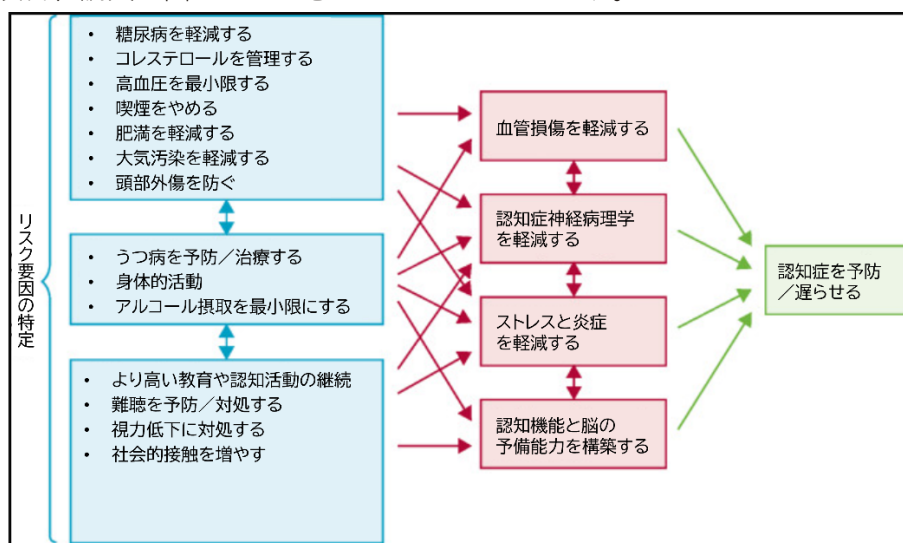 リスク要因の特定
・ 糖尿病を軽減する
・ コレステロールを管理する
・ 高血圧を最小限する
・ 喫煙をやめる
・ 肥満を軽減する
・ 大気汚染を軽減する
・ 頭部外傷を防ぐ
・ うつ病を予防／治療する
・ 身体的活動
・ アルコール摂取を最小限にする
・ より高い教育や認知活動の継続
・ 難聴を予防／対処する
・ 視力低下に対処する
・ 社会的接触を増やす
血管損傷を軽減する
認知症神経病理学
を軽減する
ストレスと炎症
を軽減する
認知機能と脳の
予備能力を構築する
認知症を予防
／遅らせる